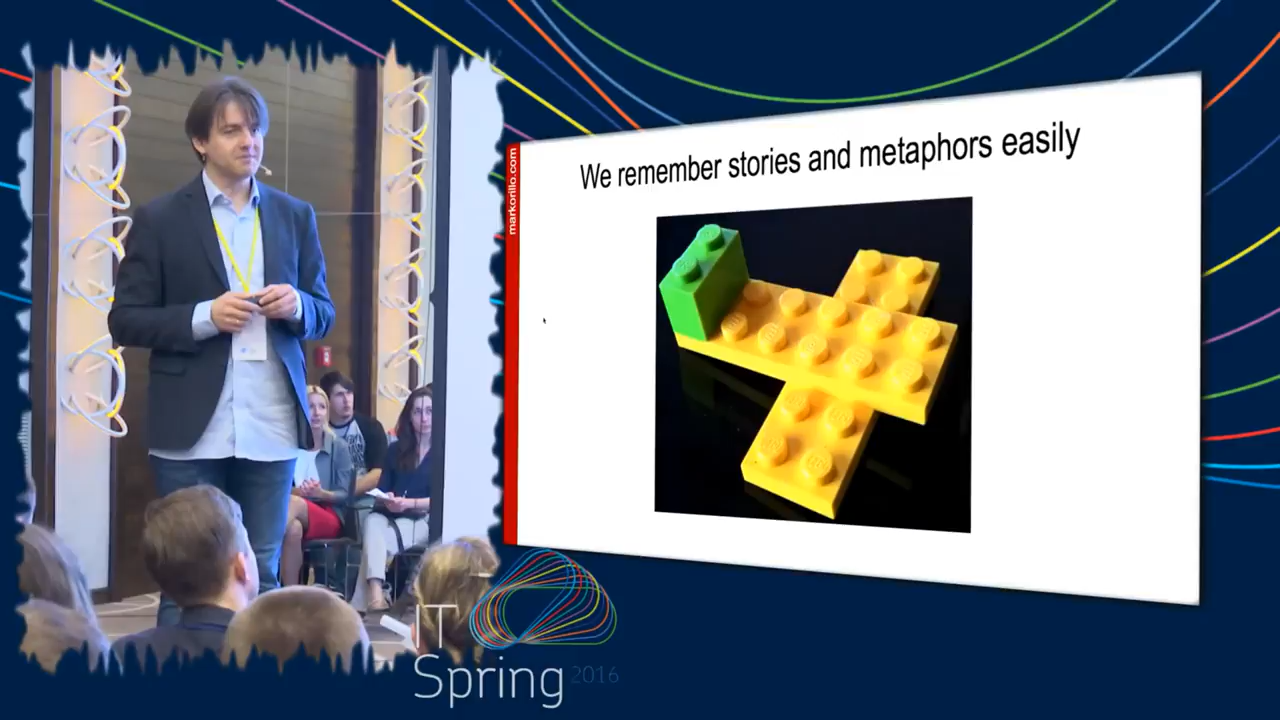 We remember stories and metaphors easily
markorillo.com
IT
Spring 2016